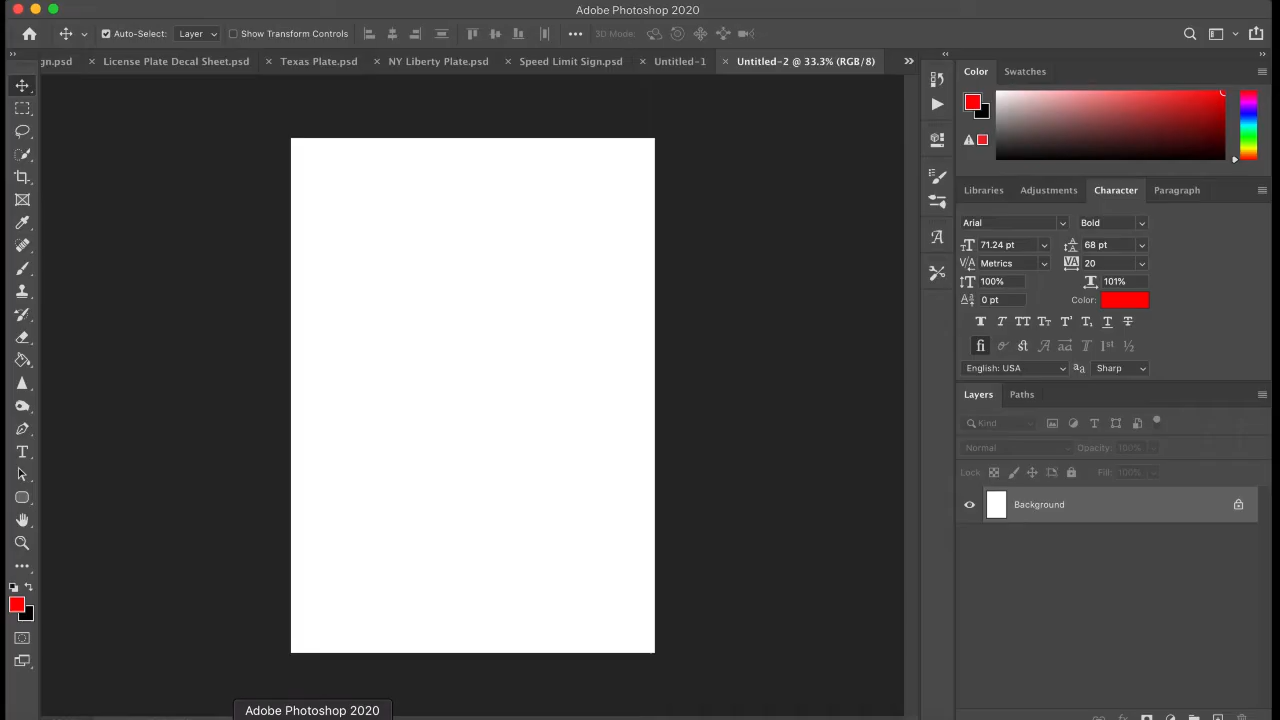 Adobe Photoshop 2020
Auto-Select: Layer Show Transform Controls 3D Mode:
gn.psd License Plate Decal Sheet.psd Texas Plate.psd NY Liberty Plate.psd Speed Limit Sign.psd Untitled-1 Untitled-2 @ 33.3% (RGB/8)
Color Swatches
Libraries Adjustments Character Paragraph
Arial Bold
71.24 pt 68 pt
Metrics 20
100% 101%
0 pt Color:
English: USA Sharp
Layers Paths
Kind
Normal Opacity: 100%
Lock: Fill: 100%
Background
Adobe Photoshop 2020